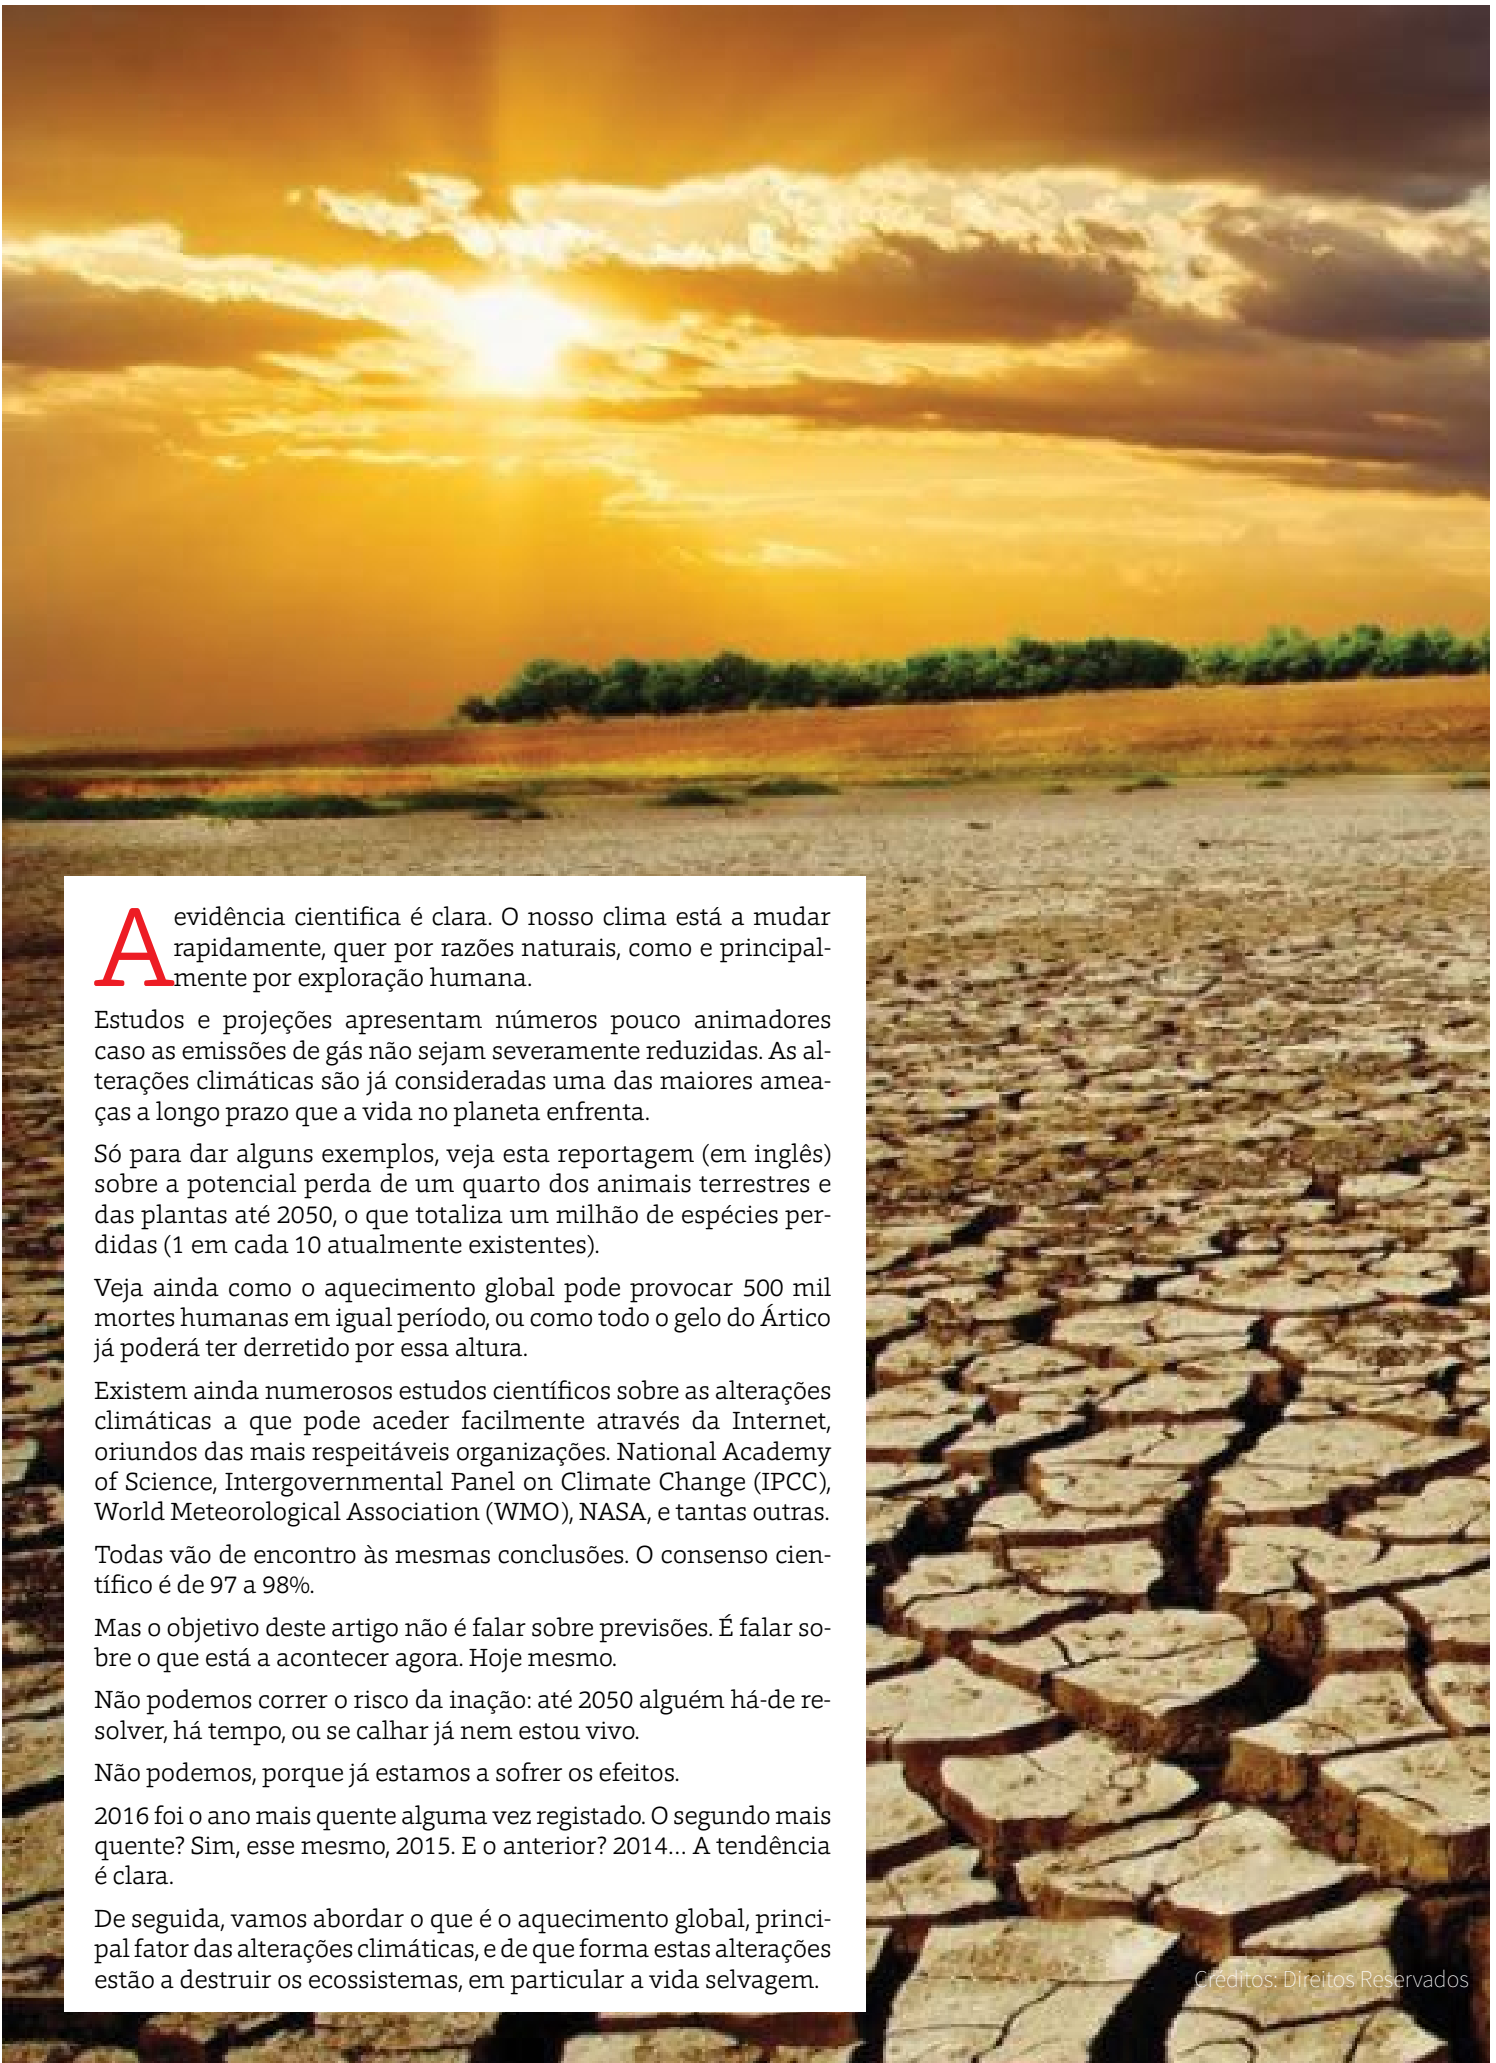 A evidência cientifica é clara. O nosso clima está a mudar
rapidamente, quer por razões naturais, como e principal-
mente por exploração humana.
Estudos e projeções apresentam números pouco animadores
caso as emissões de gás não sejam severamente reduzidas. As al-
terações climáticas são já consideradas uma das maiores amea-
ças a longo prazo que a vida no planeta enfrenta.
Só para dar alguns exemplos, veja esta reportagem (em inglês)
sobre a potencial perda de um quarto dos animais terrestres e
das plantas até 2050, o que totaliza um milhão de espécies per-
didas (1 em cada 10 atualmente existentes).
Veja ainda como o aquecimento global pode provocar 500 mil
mortes humanas em igual período, ou como todo o gelo do Ártico
já poderá ter derretido por essa altura.
Existem ainda numerosos estudos científicos sobre as alterações
climáticas a que pode aceder facilmente através da Internet,
oriundos das mais respeitáveis organizações. National Academy
of Science, Intergovernmental Panel on Climate Change (IPCC),
World Meteorological Association (WMO), NASA, e tantas outras.
Todas vão de encontro às mesmas conclusões. O consenso cien-
tífico é de 97 a 98%.
Mas o objetivo deste artigo não é falar sobre previsões. É falar so-
bre o que está a acontecer agora. Hoje mesmo.
Não podemos correr o risco da inação: até 2050 alguém há-de re-
solver, há tempo, ou se calhar já nem estou vivo.
Não podemos, porque já estamos a sofrer os efeitos.
2016 foi o ano mais quente alguma vez registado. O segundo mais
quente? Sim, esse mesmo, 2015. E o anterior? 2014... A tendência
é clara.
De seguida, vamos abordar o que é o aquecimento global, princi-
pal fator das alterações climáticas, e de que forma estas alterações
estão a destruir os ecossistemas, em particular a vida selvagem.
Créditos: Direitos Reservados